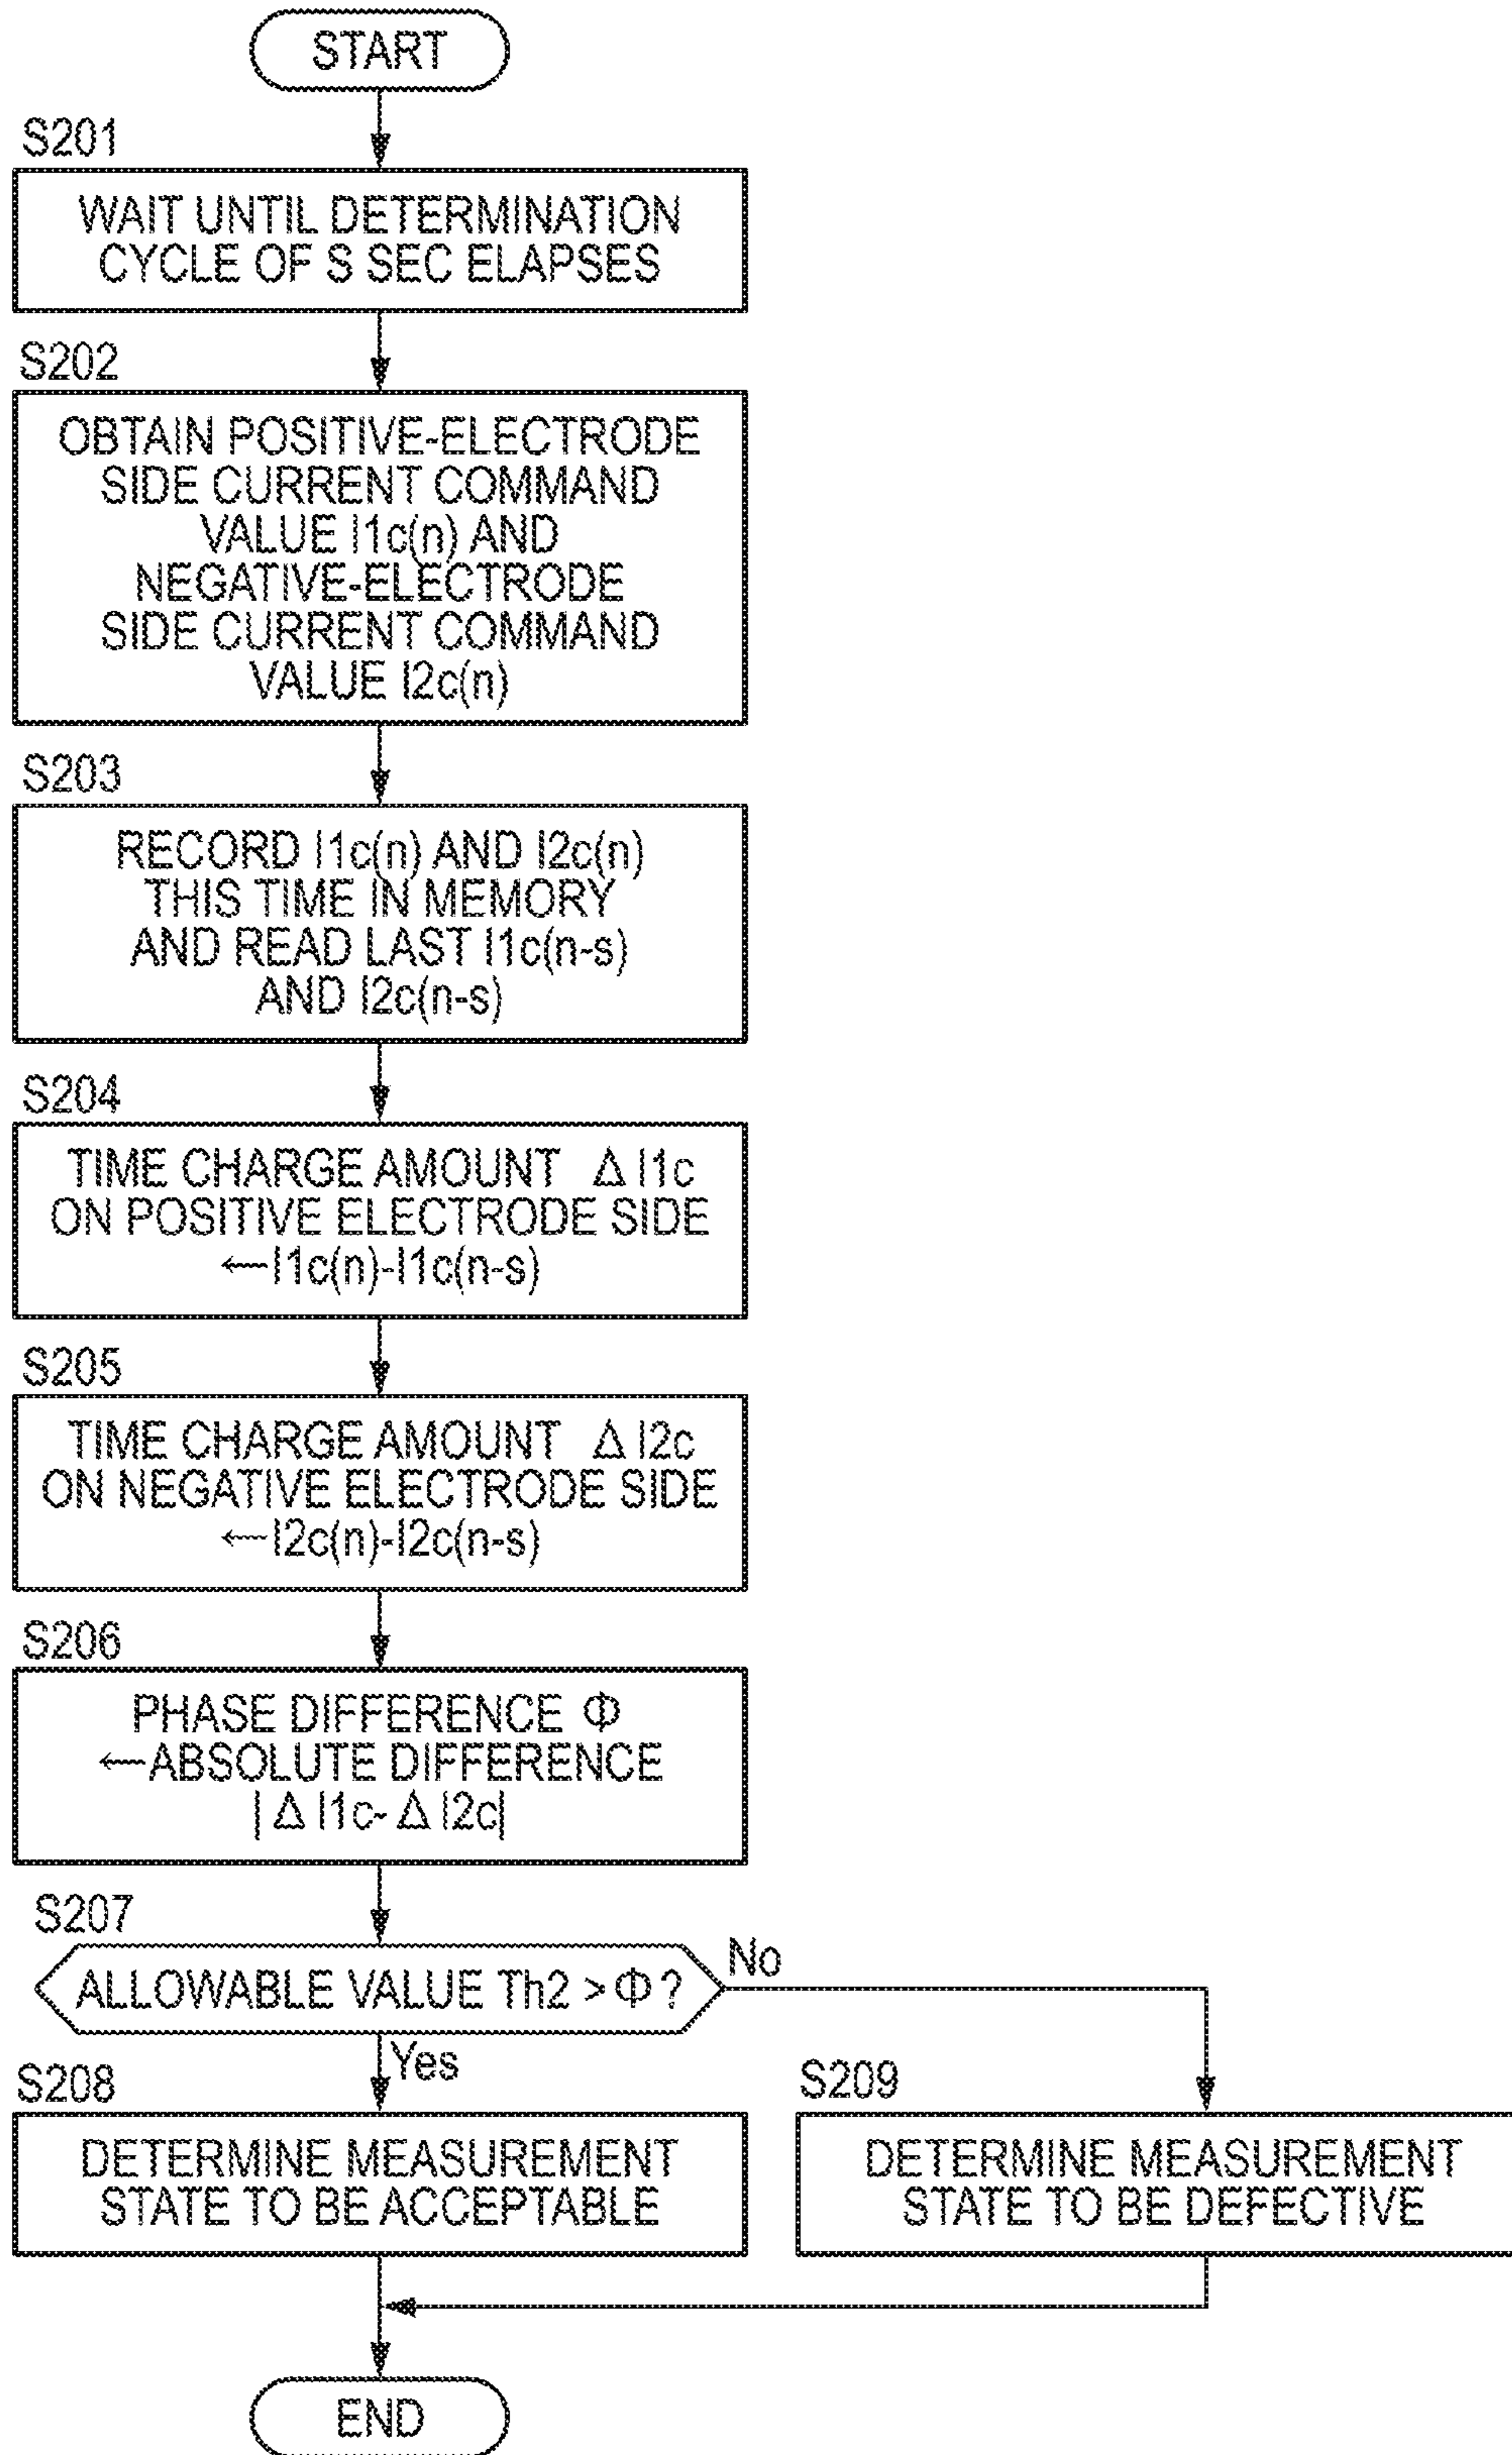 START
S201
WAIT UNTIL DETERMINATION
CYCLE OF S SEC ELAPSES
S202
OBTAIN POSITIVE-ELECTRODE
SIDE CURRENT COMMAND
VALUE I1c(n) AND
NEGATIVE-ELECTRODE
SIDE CURRENT COMMAND
VALUE I2c(n)
S203
RECORD I1c(n) AND I2c(n)
THIS TIME IN MEMORY
AND READ LAST I1c(n-s)
AND I2c(n-s)
S204
TIME CHARGE AMOUNT Δ I1c
ON POSITIVE ELECTRODE SIDE
←I1c(n)-I1c(n-s)
S205
TIME CHARGE AMOUNT Δ I2c
ON NEGATIVE ELECTRODE SIDE
←I2c(n)-I2c(n-s)
S206
PHASE DIFFERENCE Φ
←ABSOLUTE DIFFERENCE
| Δ I1c- Δ I2c|
S207
ALLOWABLE VALUE Th2 > Φ ?
No
Yes
S208
DETERMINE MEASUREMENT
STATE TO BE ACCEPTABLE
S209
DETERMINE MEASUREMENT
STATE TO BE DEFECTIVE
END